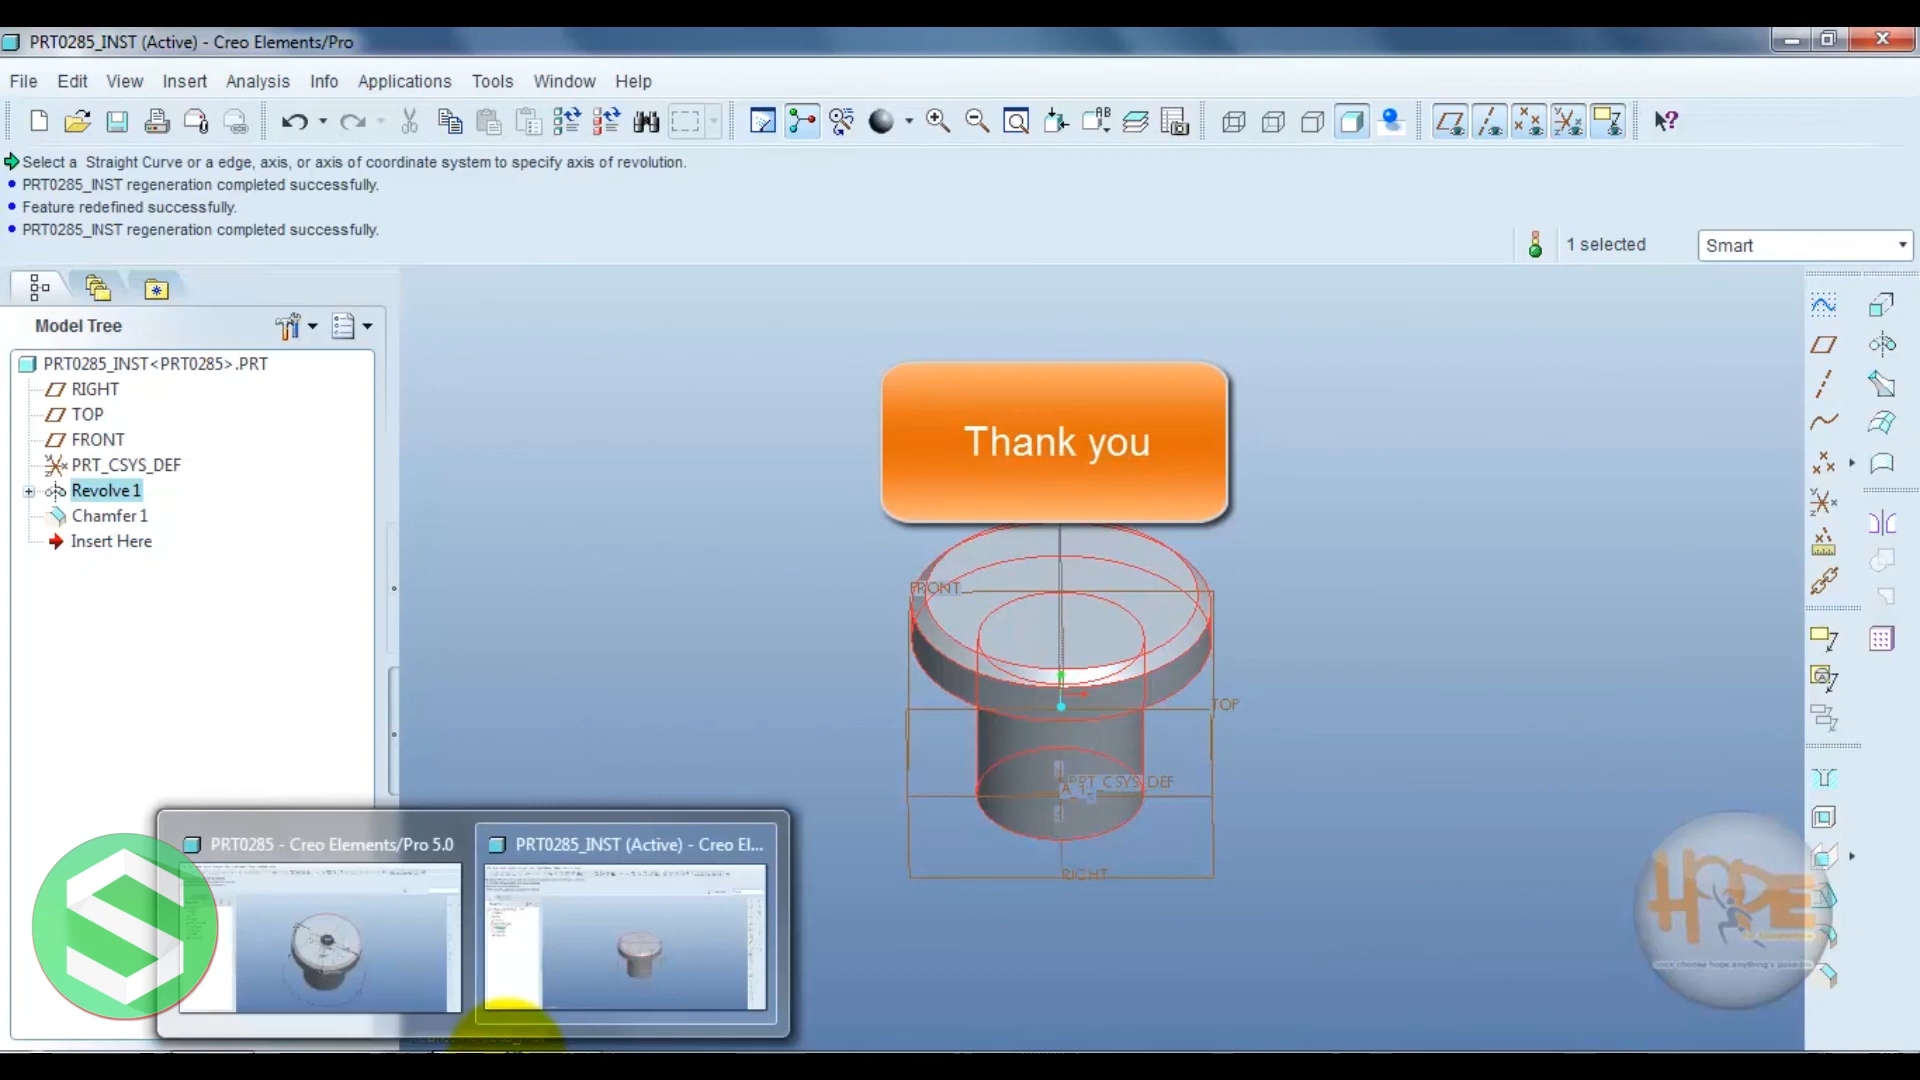 PRT0285_INST (Active) - Creo Elements/Pro
File Edit View Insert Analysis Info Applications Tools Window Help
Select a Straight Curve or a edge, axis, or axis of coordinate system to specify axis of revolution.
PRT0285_INST regeneration completed successfully.
Feature redefined successfully.
PRT0285_INST regeneration completed successfully.
1 selected
Smart
Model Tree
PRT0285_INST<PRT0285>.PRT
RIGHT
TOP
FRONT
PRT_CSYS_DEF
Revolve 1
Chamfer 1
Insert Here
Thank you
FRONT
TOP
PRT_CSYS_DEF
A_1
RIGHT
PRT0285 - Creo Elements/Pro 5.0
PRT0285_INST (Active) - Creo El...
HOPE